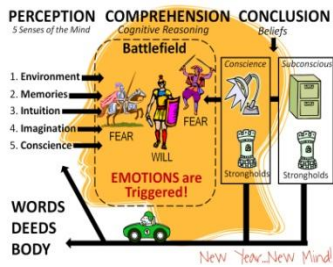 PERCEPTION COMPREHENSION CONCLUSION
5 Senses of the Mind Cognitive Reasoning Beliefs
Battlefield
1. Environment
2. Memories
3. Intuition
4. Imagination
5. Conscience
FEAR
WILL
FEAR
EMOTIONS are
Triggered!
Conscience
Strongholds
Subconscious
Strongholds
WORDS
DEEDS
BODY
New Year...New Mind!